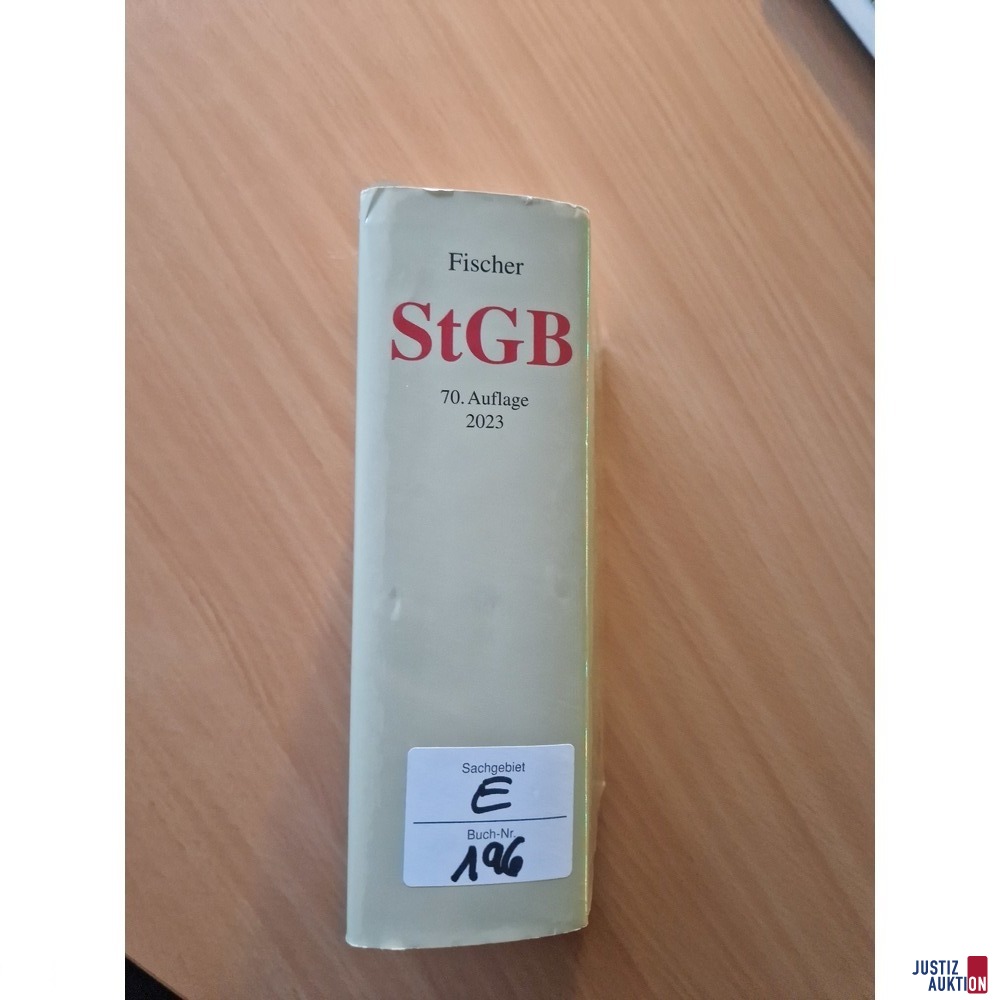 Fischer
StGB
70. Auflage
2023
Sachgebiet
E
Buch-Nr.
196
JUSTIZ
AUKTION